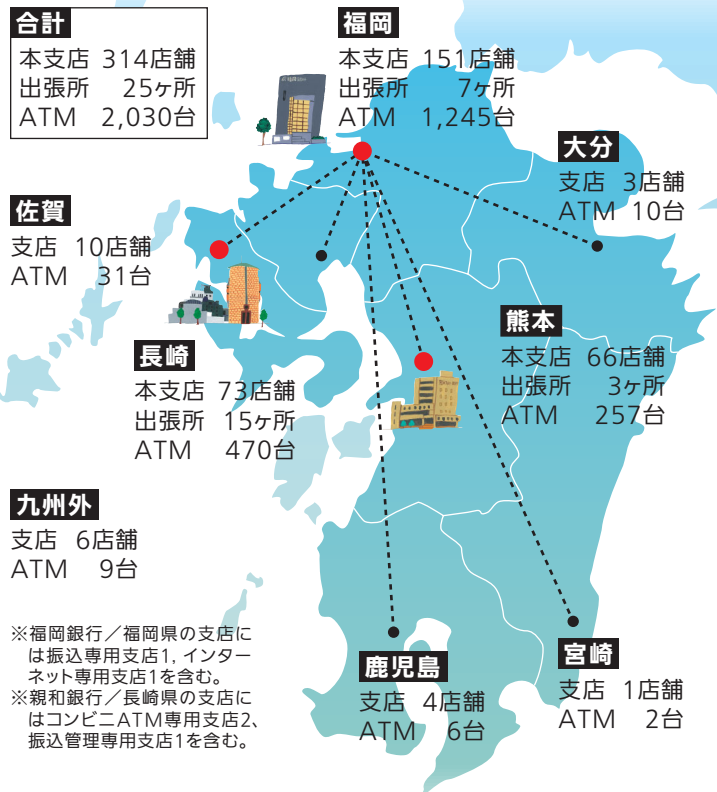 合計
本支店 314店舗
出張所 25ヶ所
ATM 2,030台
福岡
本支店 151店舗
出張所 7ヶ所
ATM 1,245台
大分
支店 3店舗
ATM 10台
佐賀
支店 10店舗
ATM 31台
熊本
本支店 66店舗
出張所 3ヶ所
ATM 257台
長崎
本支店 73店舗
出張所 15ヶ所
ATM 470台
九州外
支店 6店舗
ATM 9台
※福岡銀行／福岡県の支店に
は振込専用支店1, インター
ネット専用支店1を含む。
※親和銀行／長崎県の支店に
はコンビニATM専用支店2、
振込管理専用支店1を含む。
鹿児島
支店 4店舗
ATM 6台
宮崎
支店 1店舗
ATM 2台